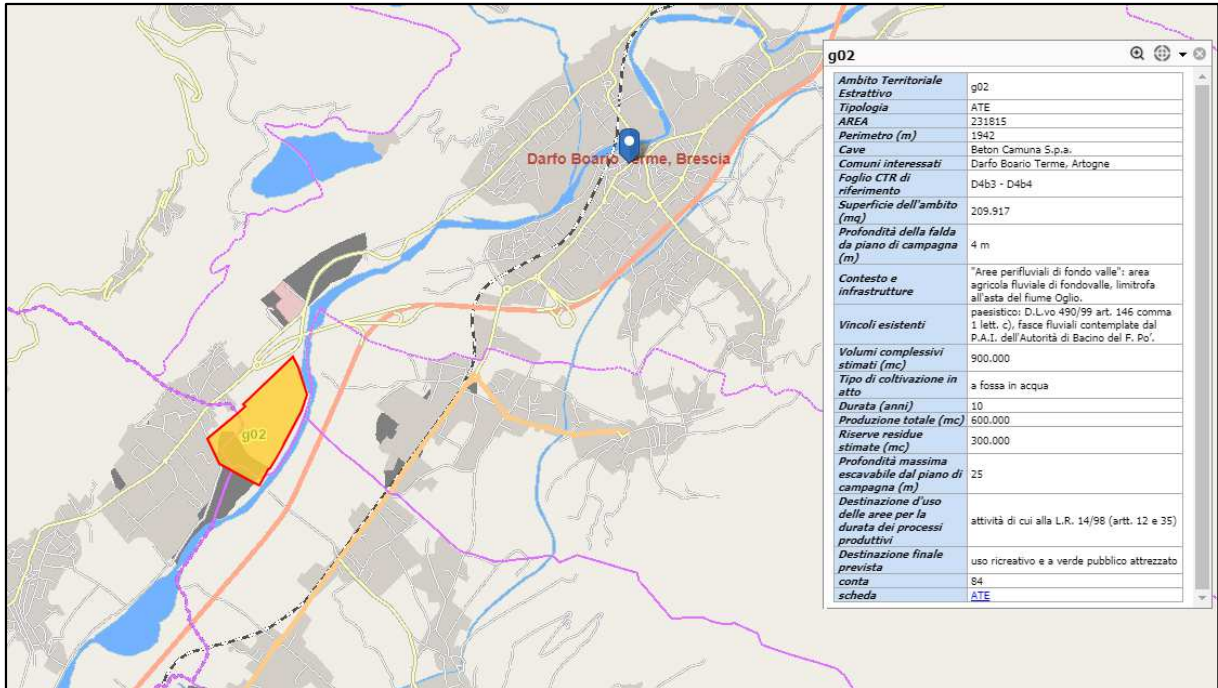 Darfo Boario Terme, Brescia
g02
g02
Ambito Territoriale
Estrattivo
g02
Tipologia
ATE
AREA
231815
Perimetro (m)
1942
Cave
Beton Camuna S.p.a.
Comuni interessati
Darfo Boario Terme, Artogne
Foglio CTR di
riferimento
D4b3 - D4b4
Superficie dell'ambito
(mq)
209.917
Profondità della falda
da piano di campagna
(m)
4 m
Contesto e
infrastrutture
"Aree perifluviali di fondo valle": area
agricola fluviale di fondovalle, limitrofa
all'asta del fiume Oglio.
Vincoli esistenti
paesistico: D.L.vo 490/99 art. 146 comma
1 lett. c), fasce fluviali contemplate dal
P.A.I. dell'Autorità di Bacino del F. Po'.
Volumi complessivi
stimati (mc)
900.000
Tipo di coltivazione in
atto
a fossa in acqua
Durata (anni)
10
Produzione totale (mc)
600.000
Riserve residue
stimate (mc)
300.000
Profondità massima
escavabile dal piano di
campagna (m)
25
Destinazione d'uso
delle aree per la
durata dei processi
produttivi
attività di cui alla L.R. 14/98 (artt. 12 e 35)
Destinazione finale
prevista
uso ricreativo e a verde pubblico attrezzato
conta
84
scheda
ATE